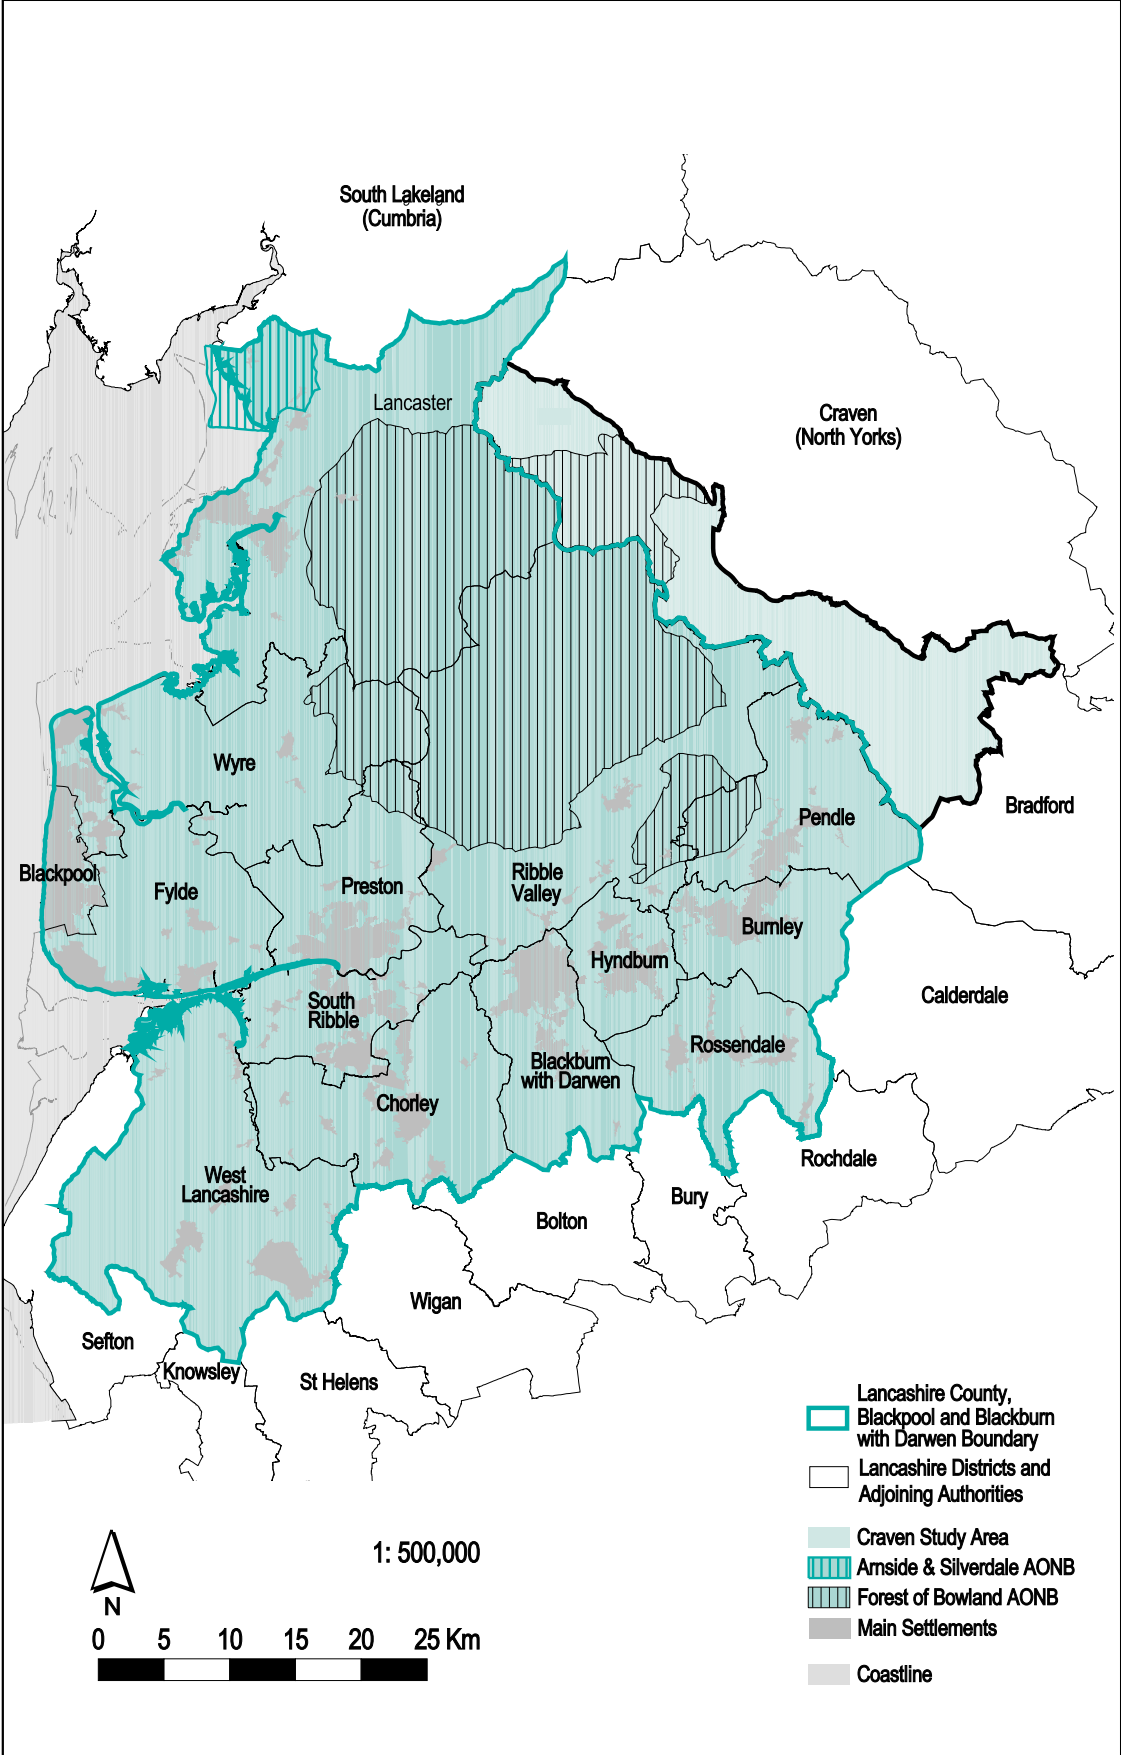 South Lakeland
(Cumbria)
Lancaster
Craven
(North Yorks)
Wyre
Bradford
Pendle
Blackpool
Fylde
Preston
Ribble
Valley
Burnley
Hyndburn
Calderdale
South
Ribble
Rossendale
Blackburn
with Darwen
Chorley
Rochdale
West
Lancashire
Bury
Bolton
Wigan
Sefton
Knowsley
St Helens
Lancashire County,
Blackpool and Blackburn
with Darwen Boundary
Lancashire Districts and
Adjoining Authorities
Craven Study Area
Arnside & Silverdale AONB
Forest of Bowland AONB
Main Settlements
Coastline
1: 500,000
N
0 5 10 15 20 25 Km